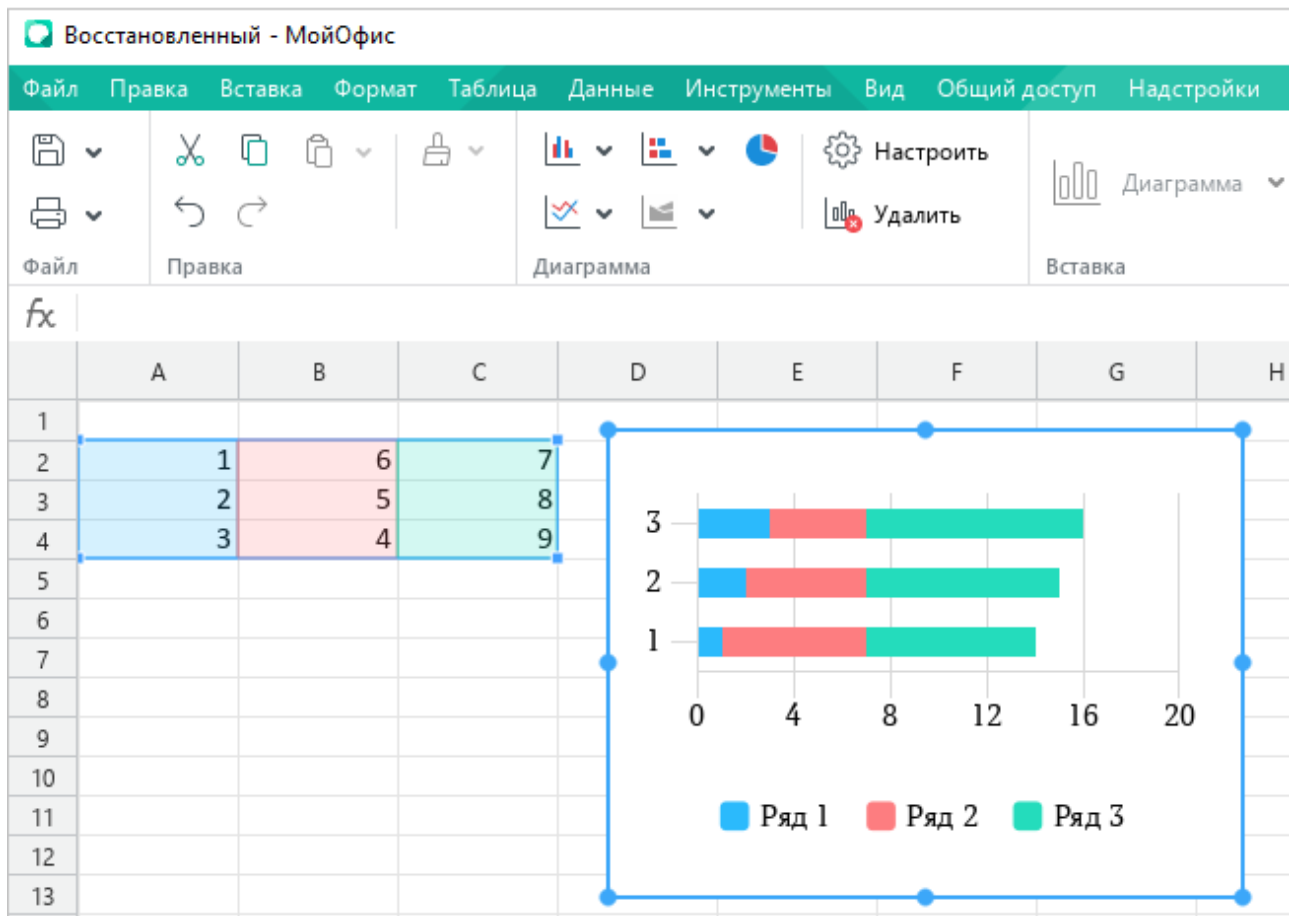 Восстановленный - МойОфис
Файл Правка Вставка Формат Таблица Данные Инструменты Вид Общий доступ Надстройки
Настроить
Диаграмма
Удалить
Файл Правка Диаграмма Вставка
fx
A B C D E F G H
1
2 1 6 7
3 2 5 8
4 3 4 9
5
6
7
8
9
10
11
12
13
3
2
1
0 4 8 12 16 20
Ряд 1 Ряд 2 Ряд 3